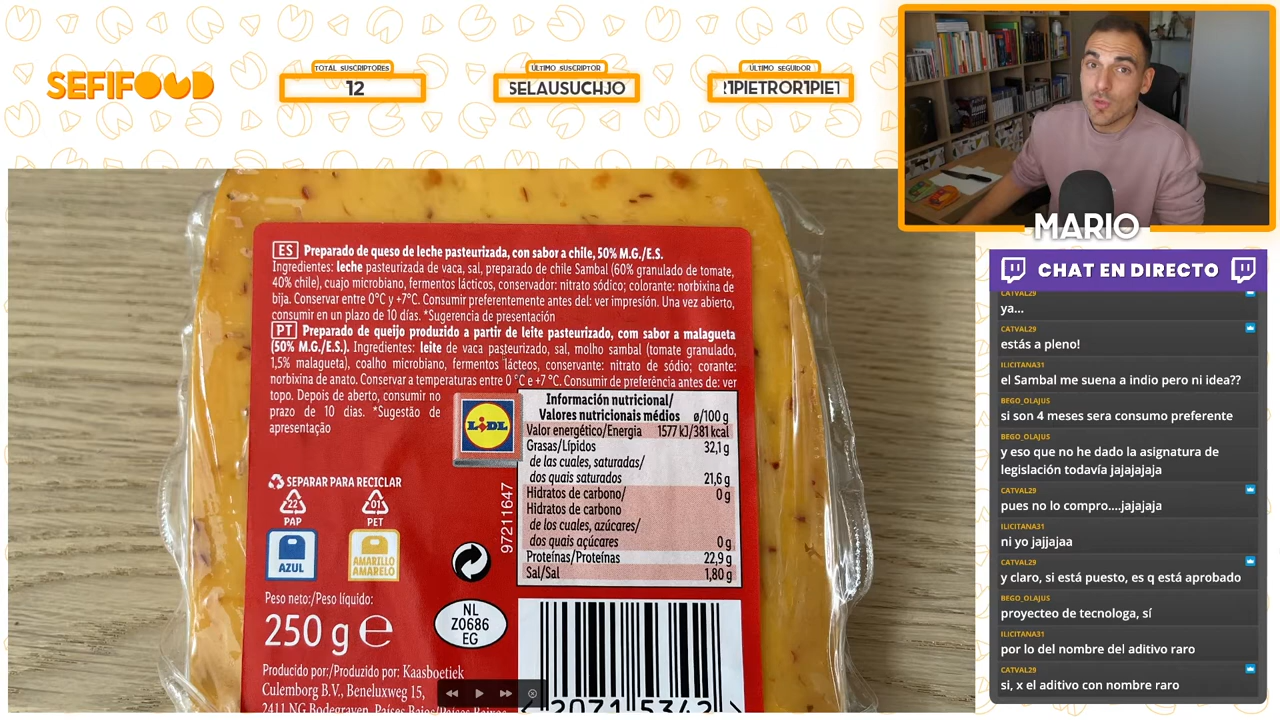 SEFIFOOD
TOTAL SUSCRIPTORES
12
ÚLTIMO SUSCRIPTOR
SELAUSUCHJO
ÚLTIMO SEGUIDOR
R1PIETROR1PIET
MARIO
ES Preparado de queso de leche pasteurizada, con sabor a chile, 50% M.G./E.S.
Ingredientes: leche pasteurizada de vaca, sal, preparado de chile Sambal (60% granulado de tomate,
40% chile), cuajo microbiano, fermentos lácticos, conservador: nitrato sódico; colorante: norbixina de
bija. Conservar entre 0°C y +7°C. Consumir preferentemente antes del: ver impresión. Una vez abierto,
consumir en un plazo de 10 días. *Sugerencia de presentación
PT Preparado de queijo produzido a partir de leite pasteurizado, com sabor a malagueta
(50% M.G./E.S.). Ingredientes: leite de vaca pasteurizado, sal, molho sambal (tomate granulado,
1,5% malagueta), coalho microbiano, fermentos lácteos, conservante: nitrato de sódio; corante:
norbixina de anato. Conservar a temperaturas entre 0 °C e +7 °C. Consumir de preferência antes de: ver
topo. Depois de aberto, consumir no
prazo de 10 dias. *Sugestão de
apresentação
LIDL
Información nutricional/
Valores nutricionais médios ø/100 g
Valor energético/Energia 1577 kJ/381 kcal
Grasas/Lípidos 32,1 g
de las cuales, saturadas/
dos quais saturados 21,6 g
Hidratos de carbono/ 0 g
Hidratos de carbono
de los cuales, azúcares/
dos quais açúcares 0 g
Proteínas/Proteínas 22,9 g
Sal/Sal 1,80 g
SEPARAR PARA RECICLAR
22
PAP
01
PET
AZUL
AMARILLO
AMARELO
97211647
Peso neto:/Peso líquido:
250 g e
NL
Z0686
EG
Producido por:/Produzido por: Kaasboetiek
Culemborg B.V., Beneluxweg 15,
2411 NG Bodegraven, Países Bajos/Países Baixos
20715342
CHAT EN DIRECTO
CATVAL29
ya...
CATVAL29
estás a pleno!
ILICITANA31
el Sambal me suena a indio pero ni idea??
BEGO_OLAJUS
si son 4 meses sera consumo preferente
BEGO_OLAJUS
y eso que no he dado la asignatura de
legislación todavía jajajajaja
CATVAL29
pues no lo compro....jajajaja
ILICITANA31
ni yo jajjajaa
CATVAL29
y claro, si está puesto, es q está aprobado
BEGO_OLAJUS
proyecteo de tecnologa, sí
ILICITANA31
por lo del nombre del aditivo raro
CATVAL29
si, x el aditivo con nombre raro